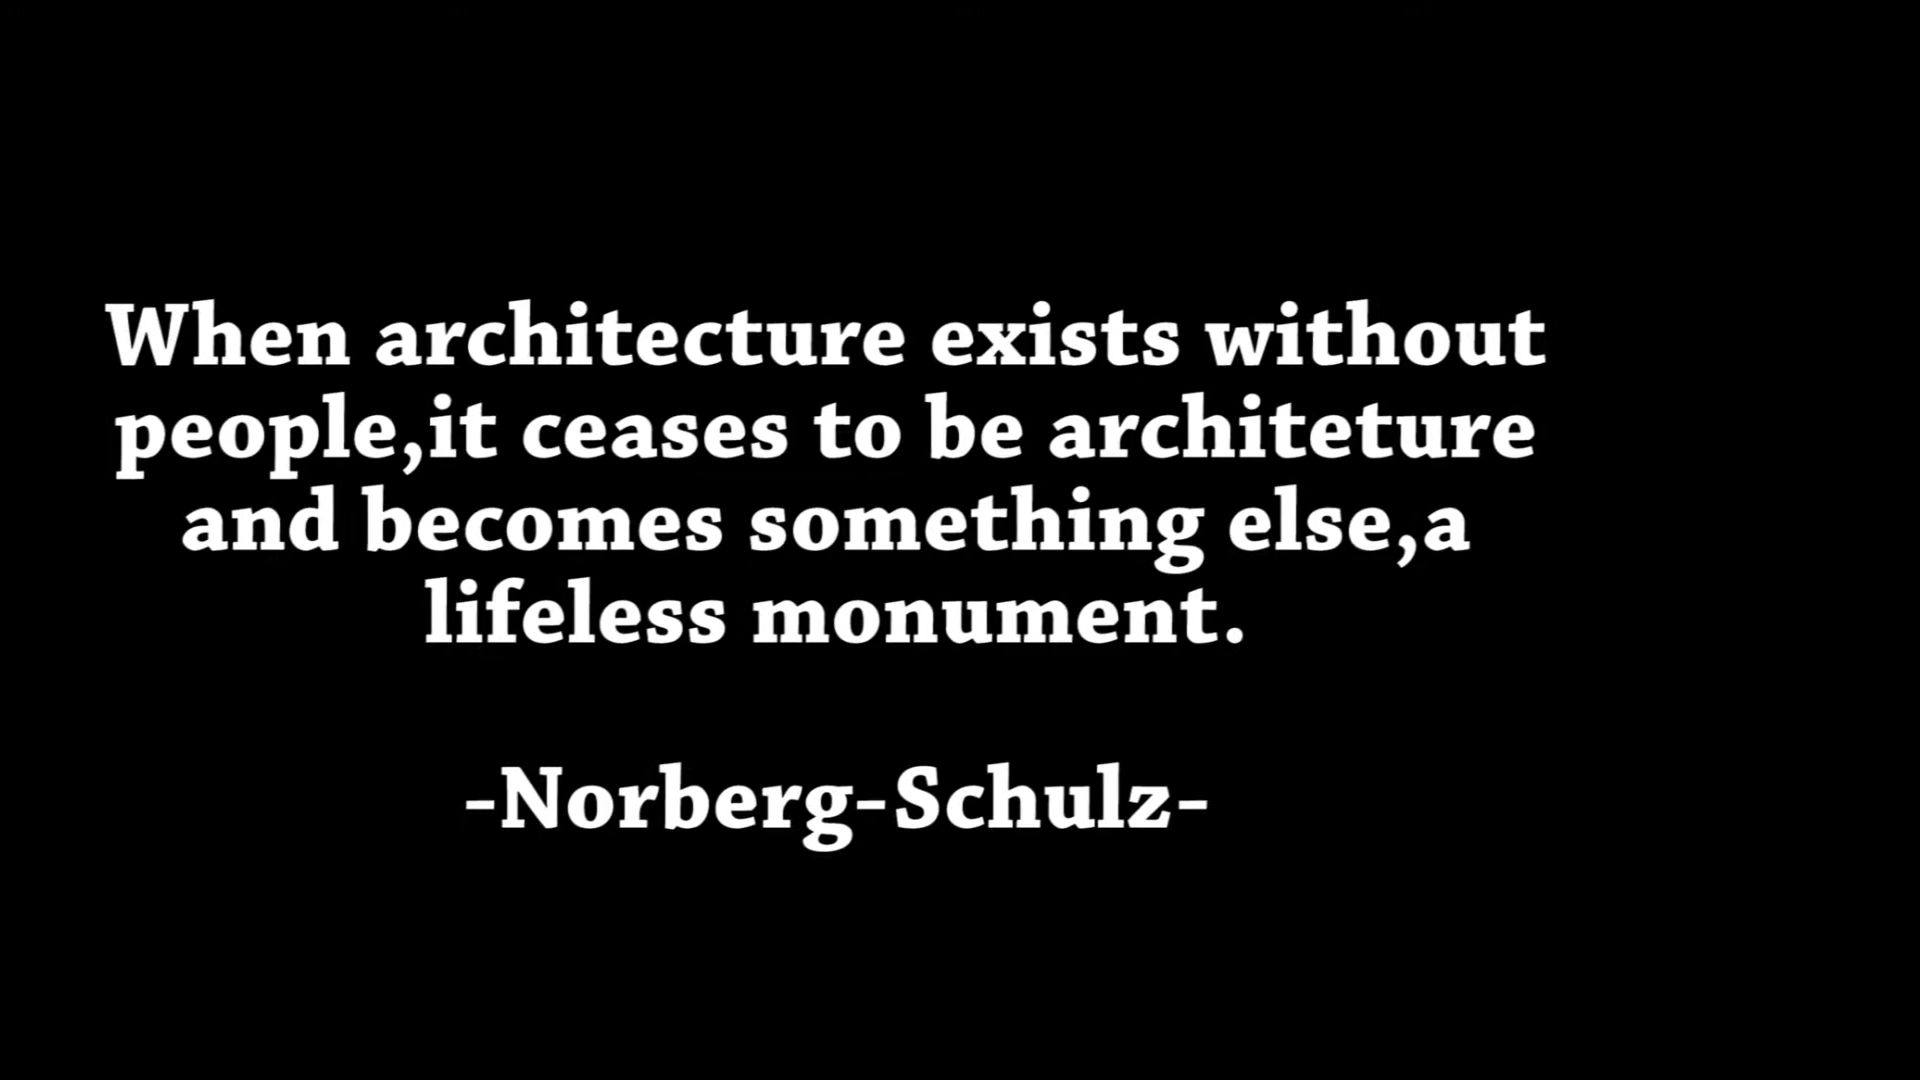 When architecture exists without
people,it ceases to be architeture
and becomes something else,a
lifeless monument.
-Norberg-Schulz-